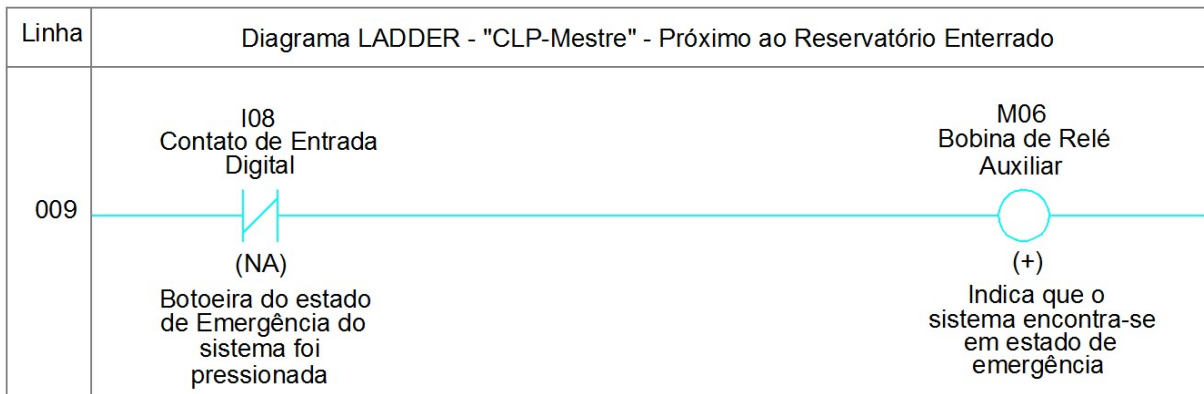 Linha
Diagrama LADDER - "CLP-Mestre" - Próximo ao Reservatório Enterrado
009
I08
Contato de Entrada
Digital
(NA)
Botoeira do estado
de Emergência do
sistema foi
pressionada
M06
Bobina de Relé
Auxiliar
(+)
Indica que o
sistema encontra-se
em estado de
emergência